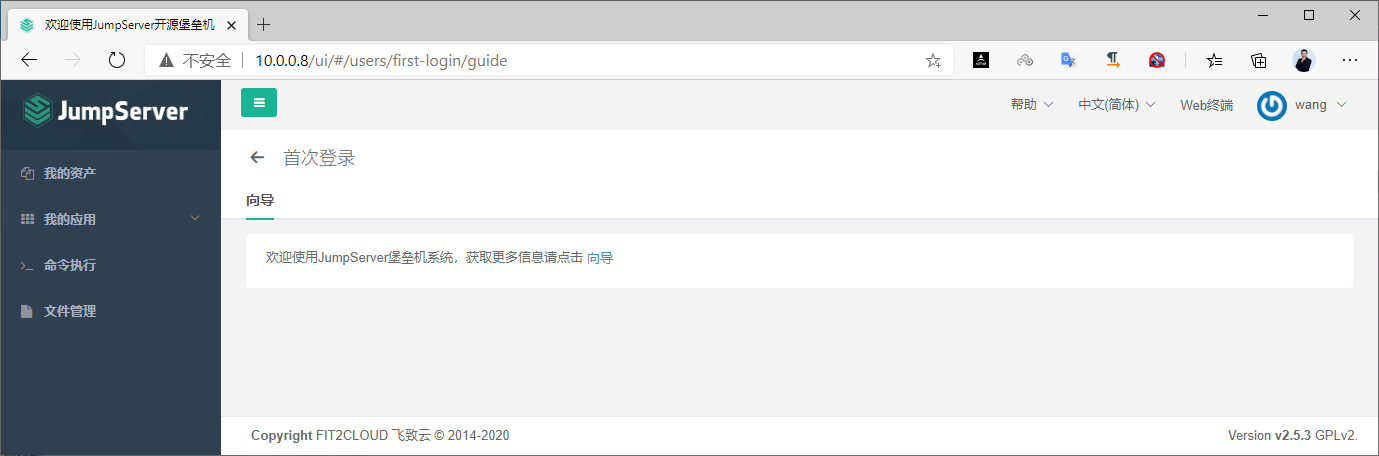 欢迎使用JumpServer开源堡垒机
不安全 10.0.0.8/ui/#/users/first-login/guide
JumpServer
帮助 中文(简体) Web终端 wang
我的资产
我的应用
命令执行
文件管理
首次登录
向导
欢迎使用JumpServer堡垒机系统，获取更多信息请点击 向导
Copyright FIT2CLOUD 飞致云 © 2014-2020
Version v2.5.3 GPLv2.